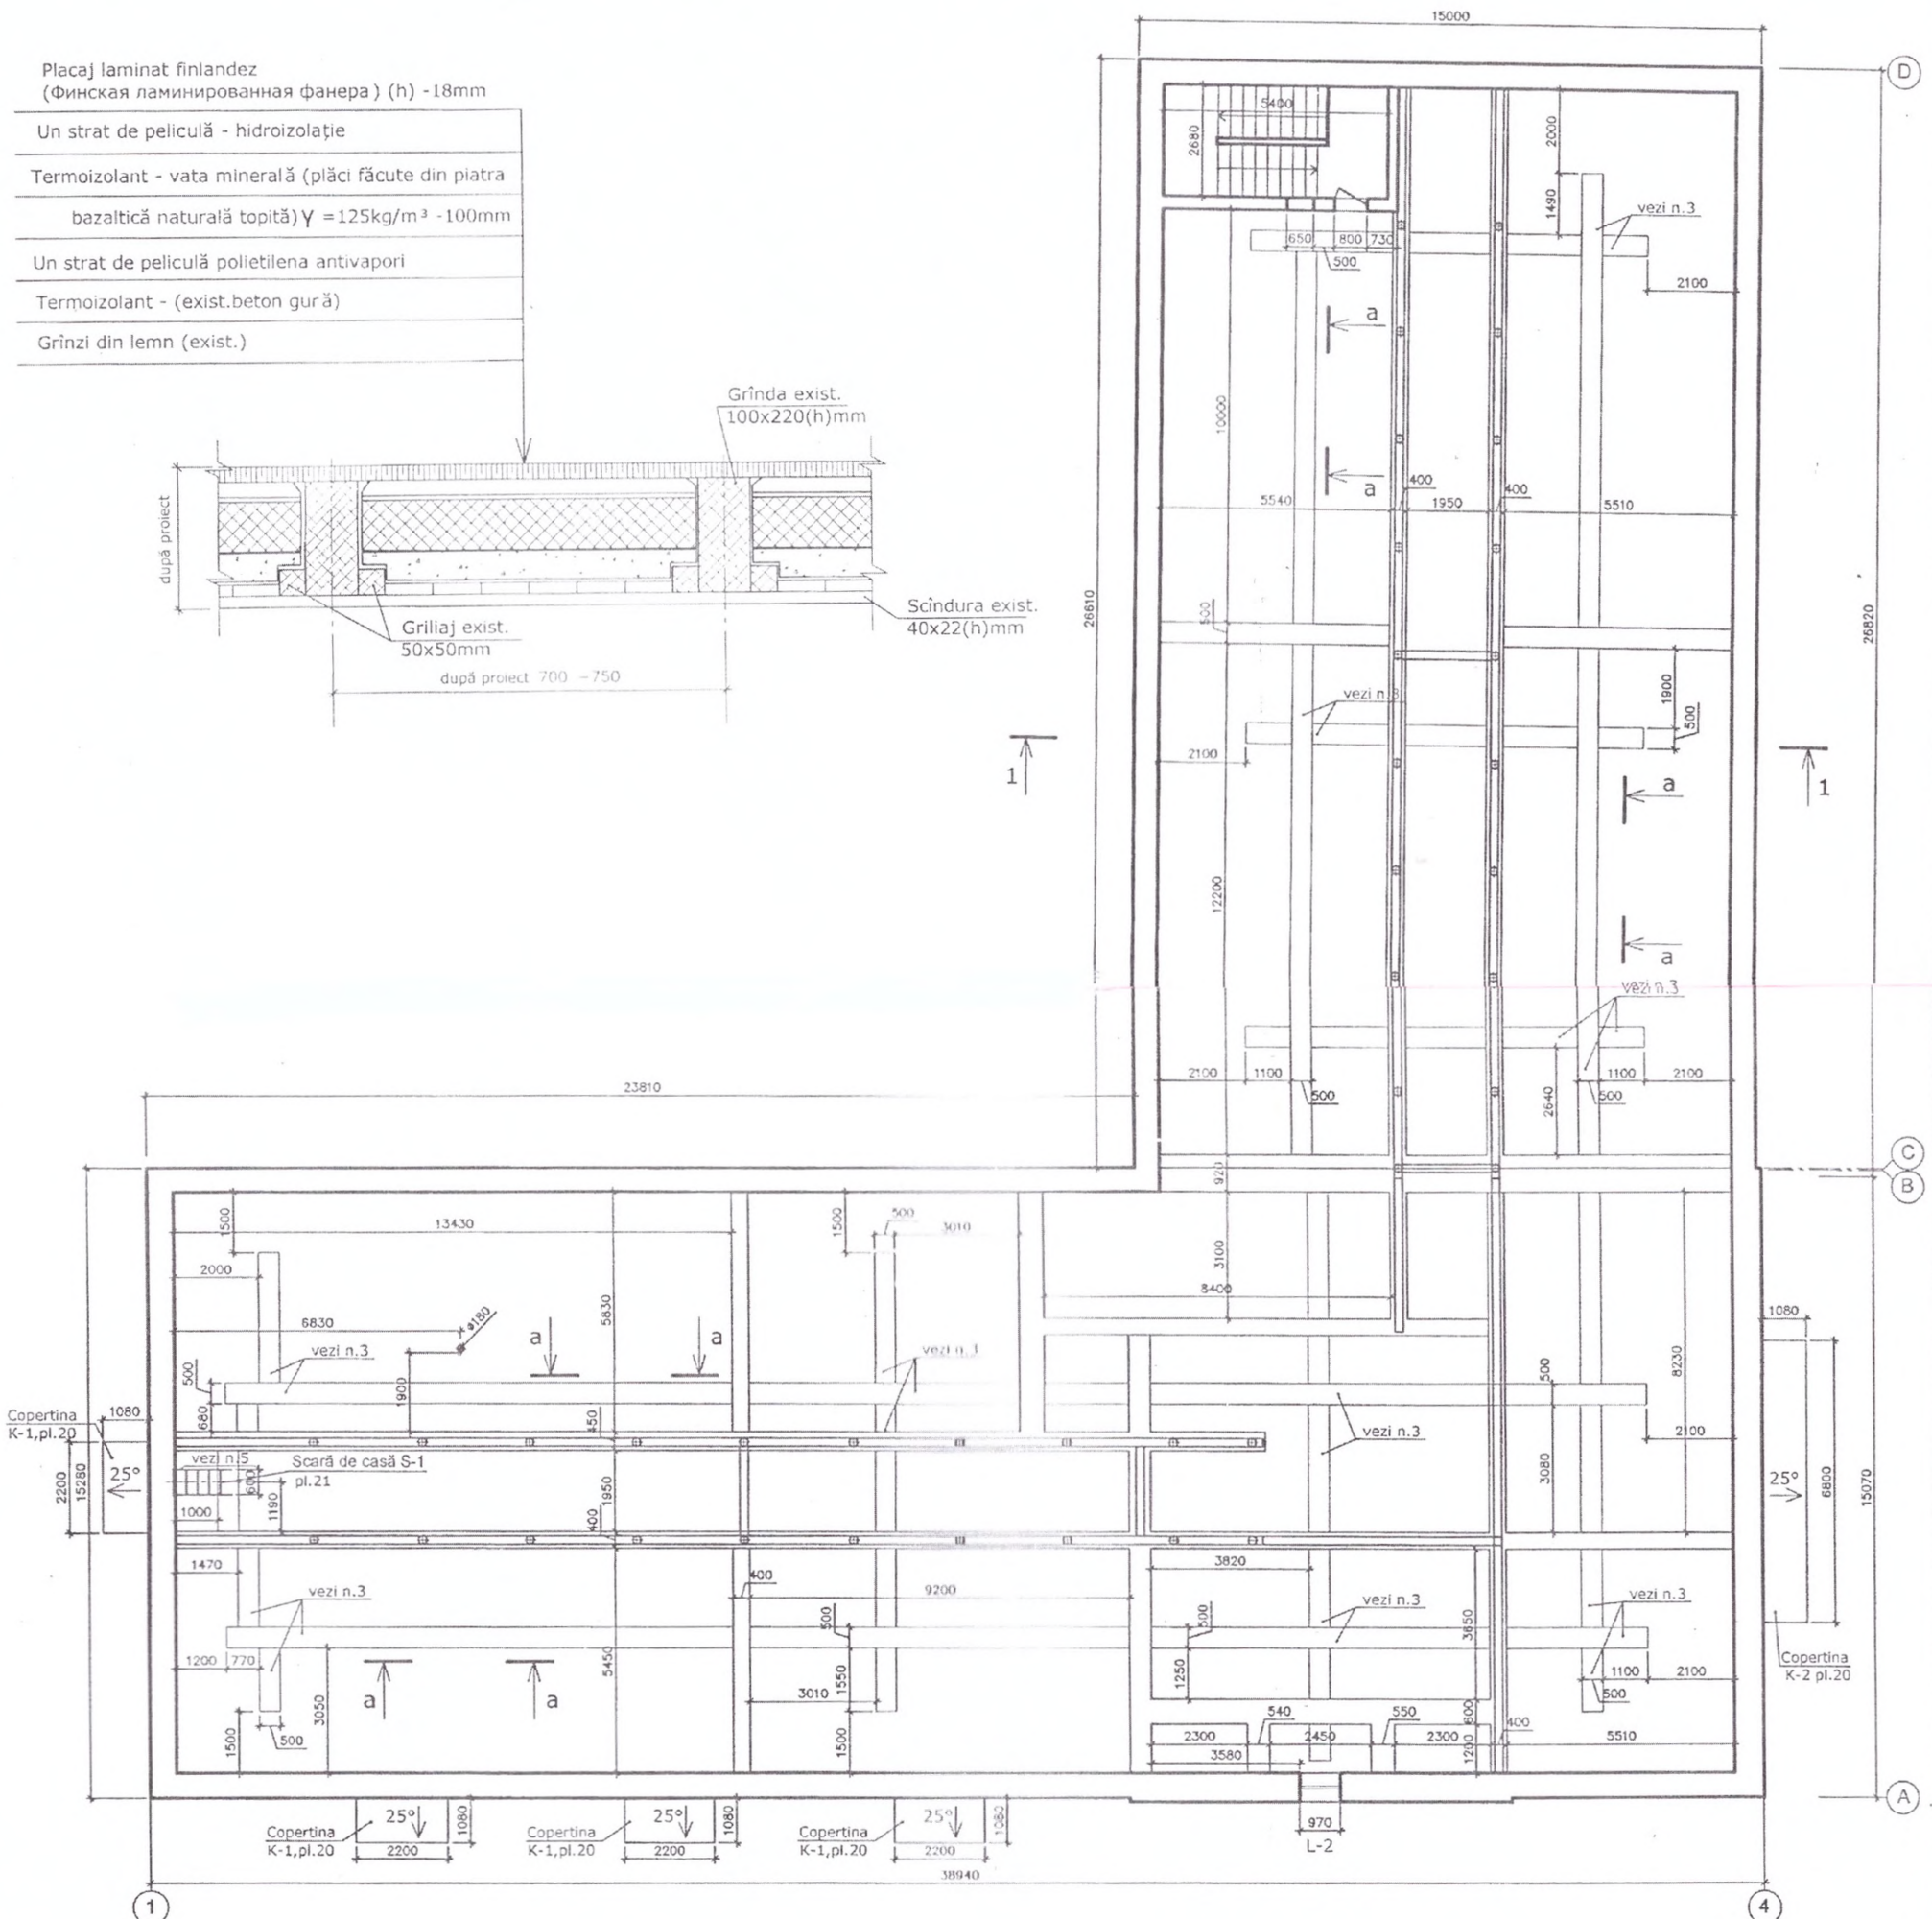 15000
D
Placaj laminat finlandez
(Финская ламинированная фанера) (h) -18mm
Un strat de peliculă - hidroizolație
Termoizolant - vata minerală (plăci făcute din piatra
bazaltică naturală topită) γ =125kg/m³ -100mm
Un strat de peliculă polietilena antivapori
Termoizolant - (exist.beton gură)
Grînzi din lemn (exist.)
Grînda exist.
100x220(h)mm
după proiect
Scîndura exist.
40x22(h)mm
Griliaj exist.
50x50mm
după proiect 700 -750
5400
2680
2000
1490
vezi n.3
650
800
730
500
2100
a
10000
a
400
400
5540
1950
5510
26610
26820
500
1900
500
vezi n.3
2100
1
1
a
12200
a
vezi n.3
2100
1100
500
2640
500
1100
2100
23810
C
B
920
1500
13430
1500
500
3010
3100
2000
8400
5830
6830
ø180
a
a
vezi n.3
vezi n.3
500
1900
680
450
500
8230
1080
Copertina
K-1,pl.20
1080
vezi n.3
2100
3080
2200
15280
25°
vezi n.5
Scară de casă S-1
pl.21
600
1000
1190
1950
400
25°
6800
15070
1470
vezi n.3
400
9200
3820
vezi n.3
vezi n.3
500
500
3650
1200
770
5450
1550
1250
3010
a
a
3050
1500
500
1500
1100
2100
500
Copertina
K-2 pl.20
540
550
600
400
2300
2450
2300
1200
5510
3580
A
25°
1080
25°
1080
25°
1080
Copertina
K-1,pl.20
2200
Copertina
K-1,pl.20
2200
Copertina
K-1,pl.20
2200
970
L-2
38940
1
4